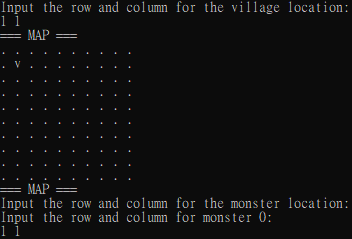 Input the row and column for the village location:
1 1
=== MAP ===
. . . . . . . . . .
. v . . . . . . . .
. . . . . . . . . .
. . . . . . . . . .
. . . . . . . . . .
. . . . . . . . . .
. . . . . . . . . .
. . . . . . . . . .
. . . . . . . . . .
. . . . . . . . . .
=== MAP ===
Input the row and column for the monster location:
Input the row and column for monster 0:
1 1